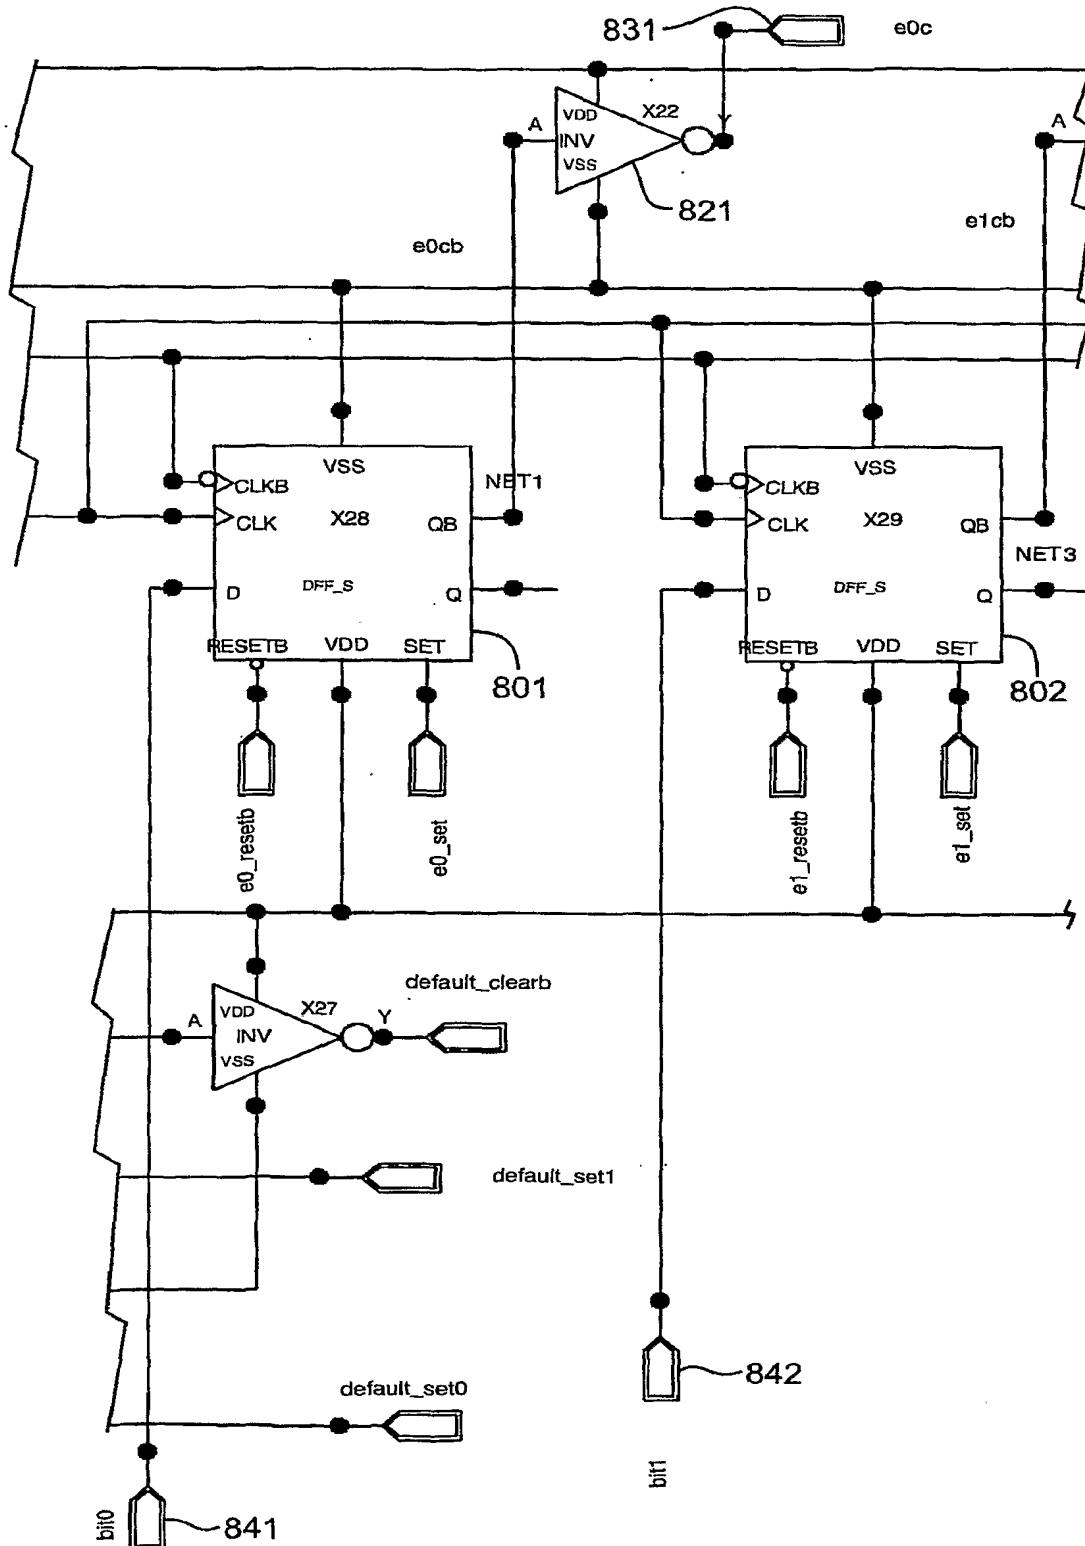 831
e0c
VDD
X22
A
INV
Y
VSS
821
A
e0cb
e1cb
VSS
NET1
CLKB
CLK
X28
QB
DFF_S
D
Q
RESETB
VDD
SET
801
VSS
CLKB
CLK
X29
QB
NET3
DFF_S
D
Q
RESETB
VDD
SET
802
e0_resetb
e0_set
e1_resetb
e1_set
default_clearb
VDD
X27
A
INV
Y
VSS
default_set1
default_set0
842
bit1
bit0
841